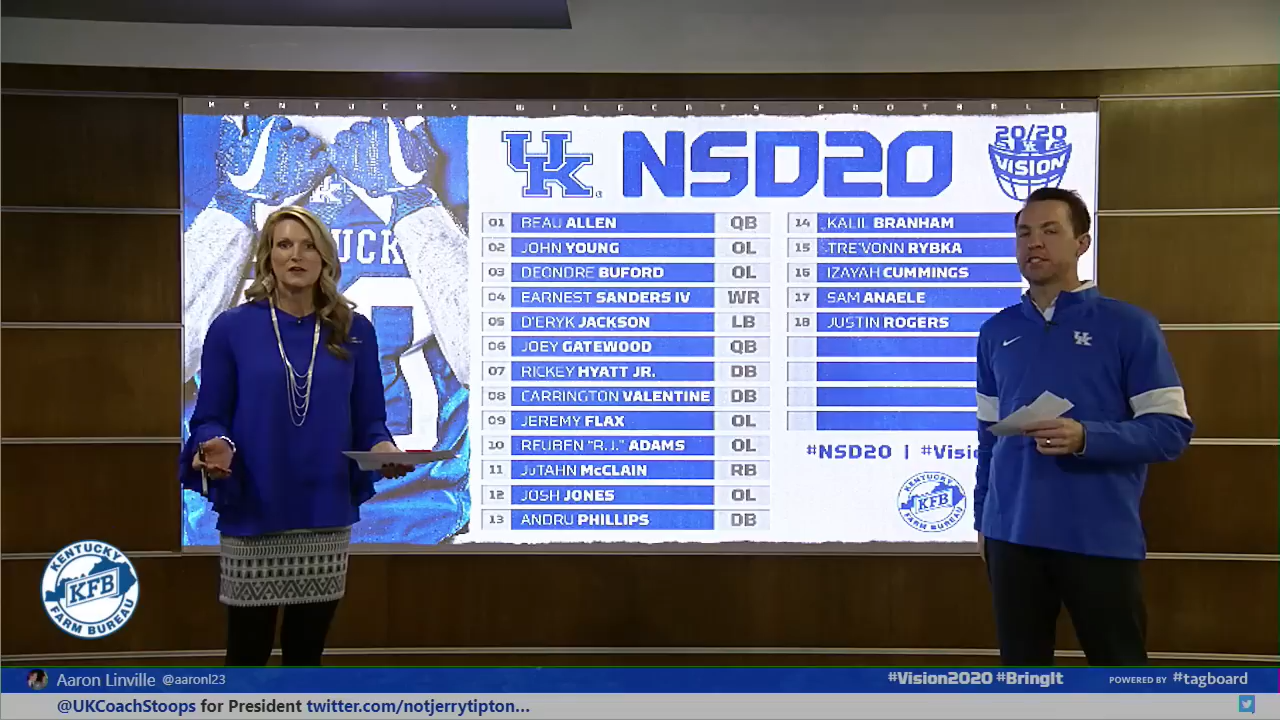 KENTUCKY WILDCATS FOOTBALL
UK NSD20
20/20
VISION
01 BEAU ALLEN QB
02 JOHN YOUNG OL
03 DEONDRE BUFORD OL
04 EARNEST SANDERS IV WR
05 D'ERYK JACKSON LB
06 JOEY GATEWOOD QB
07 RICKEY HYATT JR. DB
08 CARRINGTON VALENTINE DB
09 JEREMY FLAX OL
10 REUBEN "R.J." ADAMS OL
11 JuTAHN McCLAIN RB
12 JOSH JONES OL
13 ANDRU PHILLIPS DB
14 KALIL BRANHAM
15 TRE'VONN RYBKA
16 IZAYAH CUMMINGS
17 SAM ANAELE
18 JUSTIN ROGERS
#NSD20 | #Visi
KENTUCKY
KFB
FARM BUREAU
UCK
UK
KENTUCKY
KFB
FARM BUREAU
Aaron Linville @aaronl23
#Vision2020 #BringIt
POWERED BY #tagboard
@UKCoachStoops for President twitter.com/notjerrytipton...